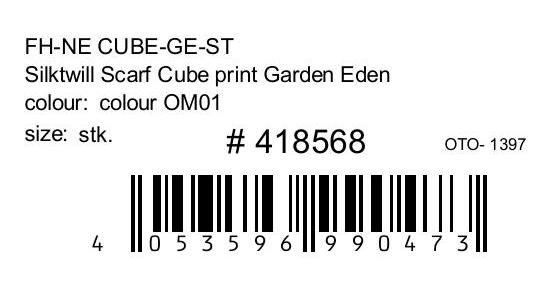 FH-NE CUBE-GE-ST
Silktwill Scarf Cube print Garden Eden
colour: colour OM01
size: stk.
# 418568
OTO- 1397
4 053596 990473